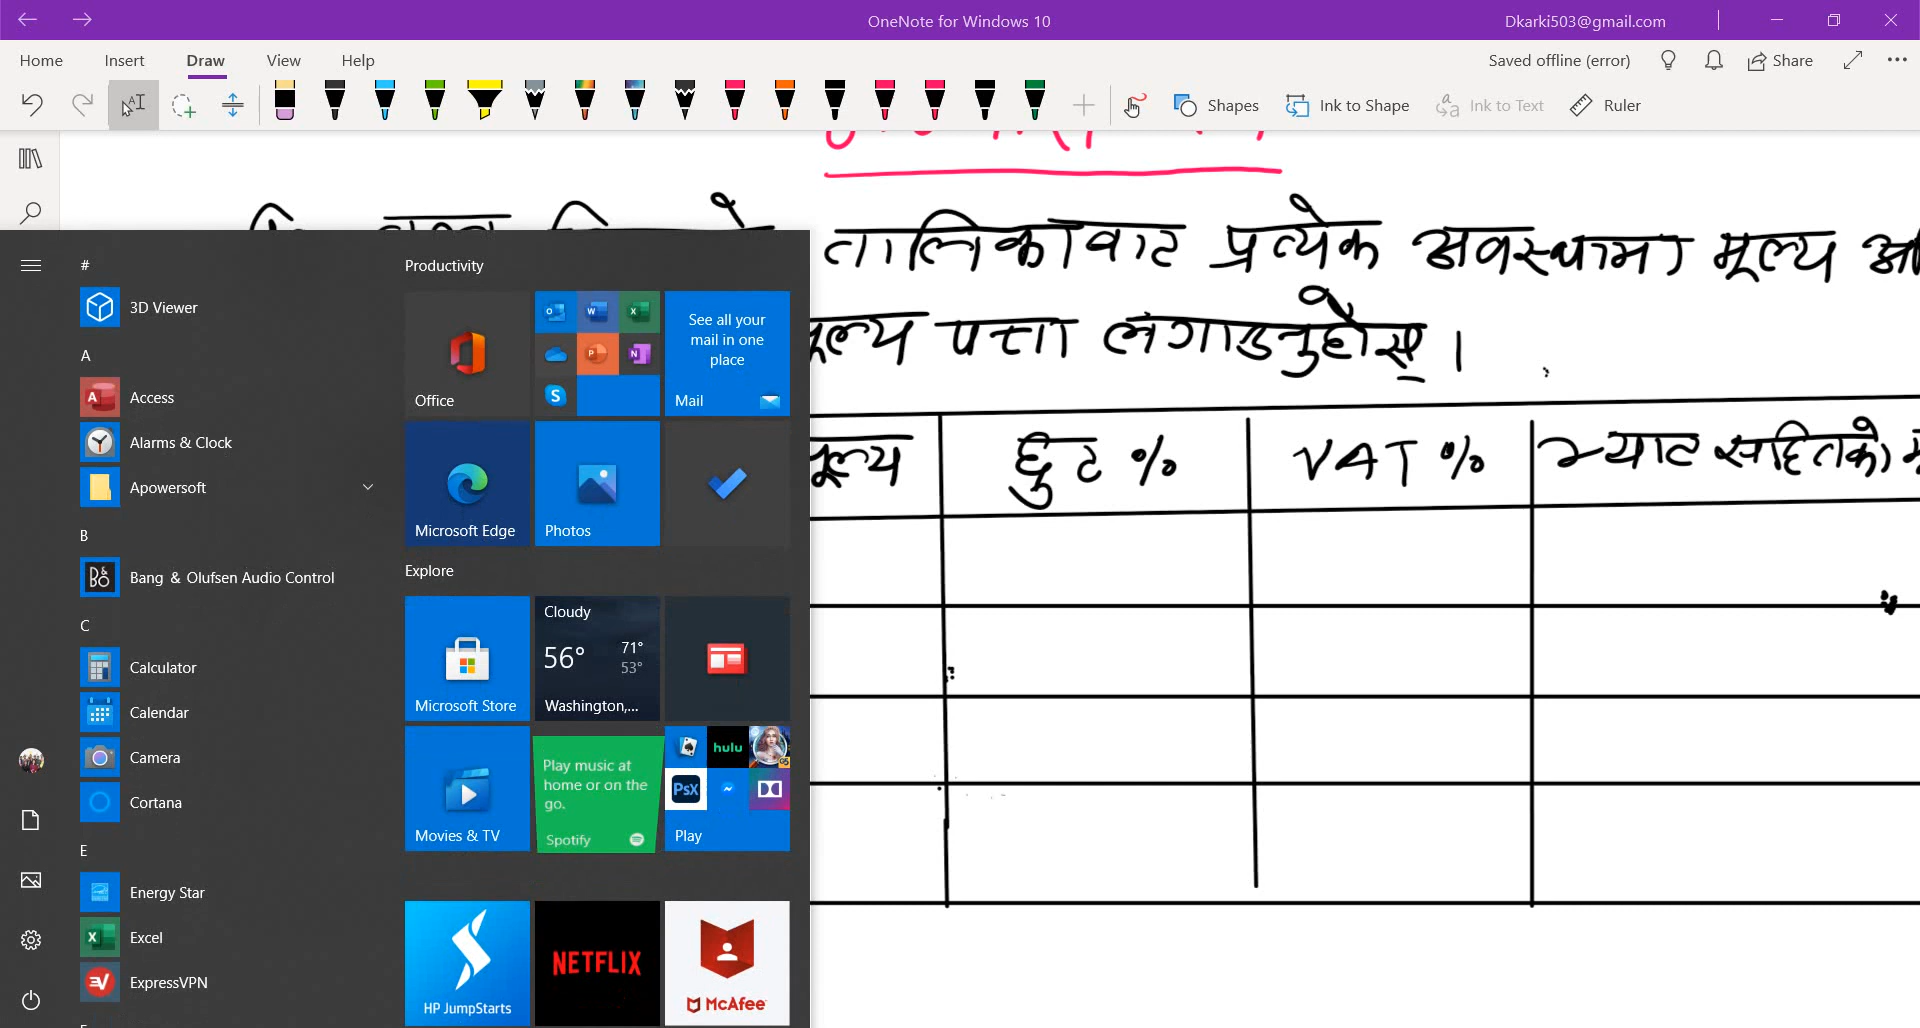 OneNote for Windows 10
Dkarki503@gmail.com
Home Insert Draw View Help
Saved offline (error) Share
Shapes Ink to Shape Ink to Text Ruler
तालिकावाट प्रत्येक अवस्थामा मूल्य
मूल्य पत्ता लगाउनुहोस् ।
मूल्य छुट % VAT % भ्याट सहितको
#
3D Viewer
A
Access
Alarms & Clock
Apowersoft
B
Bang & Olufsen Audio Control
C
Calculator
Calendar
Camera
Cortana
E
Energy Star
Excel
ExpressVPN
Productivity
Office
See all your
mail in one
place
Mail
Microsoft Edge
Photos
Explore
Microsoft Store
Cloudy
56° 71°
53°
Washington,...
Movies & TV
Play music at
home or on the
go.
Spotify
hulu
PsX
Play
HP JumpStarts
NETFLIX
McAfee